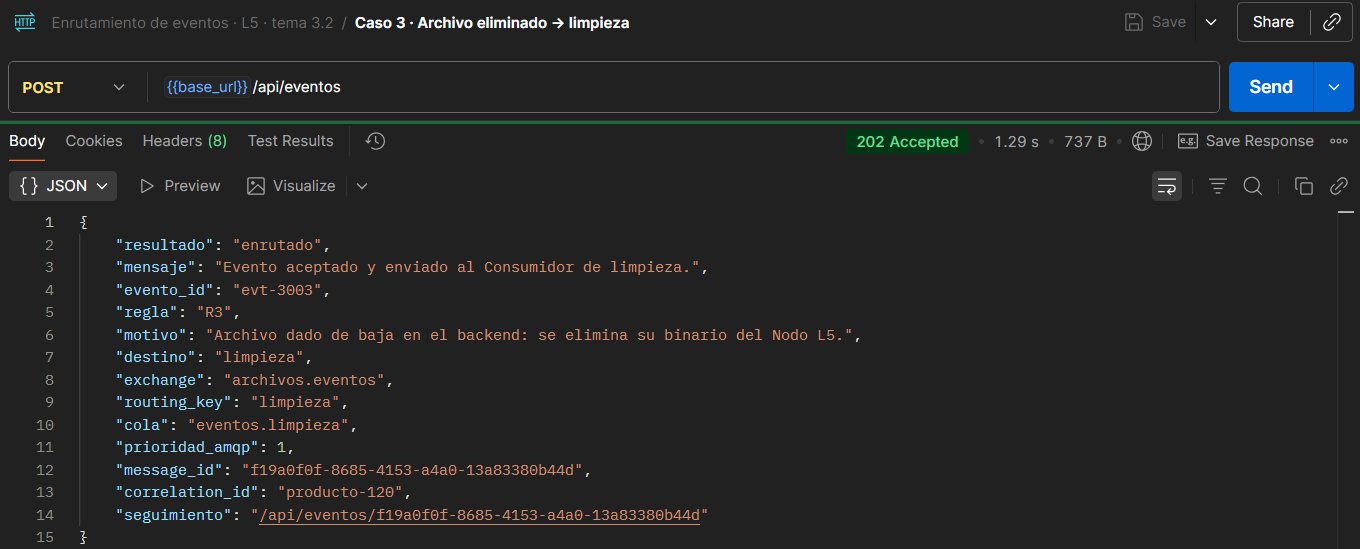 HTTP Enrutamiento de eventos · L5 · tema 3.2 / Caso 3 · Archivo eliminado → limpieza Save Share
POST {{base_url}} /api/eventos Send
Body Cookies Headers (8) Test Results 202 Accepted • 1.29 s • 737 B • e.g. Save Response
{} JSON Preview Visualize
1 {
2 "resultado": "enrutado",
3 "mensaje": "Evento aceptado y enviado al Consumidor de limpieza.",
4 "evento_id": "evt-3003",
5 "regla": "R3",
6 "motivo": "Archivo dado de baja en el backend: se elimina su binario del Nodo L5.",
7 "destino": "limpieza",
8 "exchange": "archivos.eventos",
9 "routing_key": "limpieza",
10 "cola": "eventos.limpieza",
11 "prioridad_amqp": 1,
12 "message_id": "f19a0f0f-8685-4153-a4a0-13a83380b44d",
13 "correlation_id": "producto-120",
14 "seguimiento": "/api/eventos/f19a0f0f-8685-4153-a4a0-13a83380b44d"
15 }